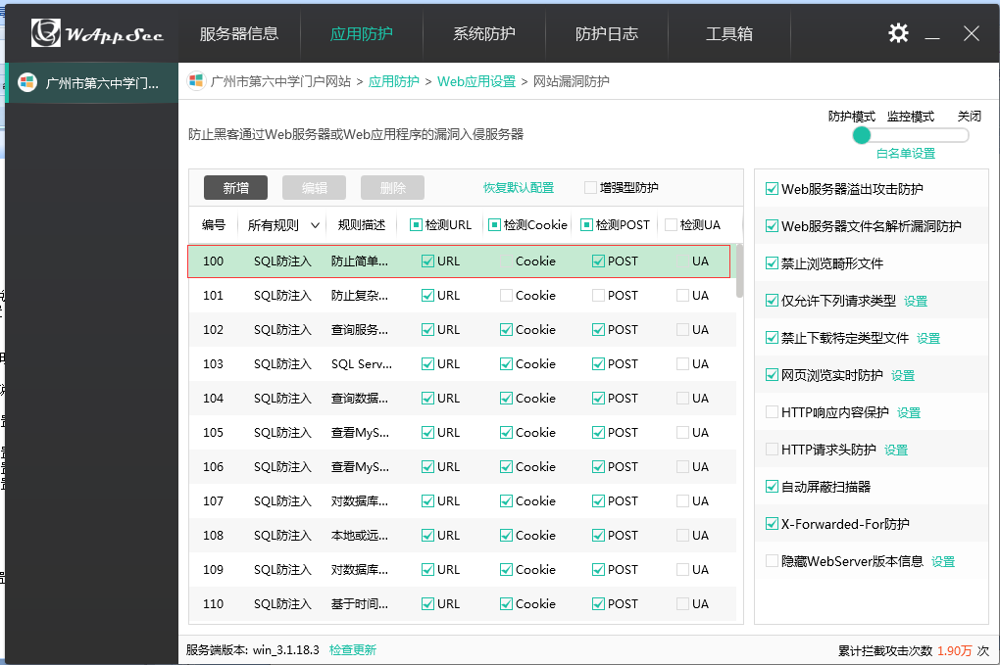 WAppSec 服务器信息 应用防护 系统防护 防护日志 工具箱
广州市第六中学门...
广州市第六中学门户网站 > 应用防护 > Web应用设置 > 网站漏洞防护
防止黑客通过Web服务器或Web应用程序的漏洞入侵服务器
防护模式 监控模式 关闭
白名单设置
新增 编辑 删除 恢复默认配置 增强型防护
编号 所有规则 规则描述 检测URL 检测Cookie 检测POST 检测UA
100 SQL防注入 防止简单... URL Cookie POST UA
101 SQL防注入 防止复杂... URL Cookie POST UA
102 SQL防注入 查询服务... URL Cookie POST UA
103 SQL防注入 SQL Serv... URL Cookie POST UA
104 SQL防注入 查询数据... URL Cookie POST UA
105 SQL防注入 查看MyS... URL Cookie POST UA
106 SQL防注入 查看MyS... URL Cookie POST UA
107 SQL防注入 对数据库... URL Cookie POST UA
108 SQL防注入 本地或远... URL Cookie POST UA
109 SQL防注入 对数据库... URL Cookie POST UA
110 SQL防注入 基于时间... URL Cookie POST UA
Web服务器溢出攻击防护
Web服务器文件名解析漏洞防护
禁止浏览畸形文件
仅允许下列请求类型 设置
禁止下载特定类型文件 设置
网页浏览实时防护 设置
HTTP响应内容保护 设置
HTTP请求头防护 设置
自动屏蔽扫描器
X-Forwarded-For防护
隐藏WebServer版本信息 设置
服务端版本: win_3.1.18.3 检查更新
累计拦截攻击次数 1.90万 次